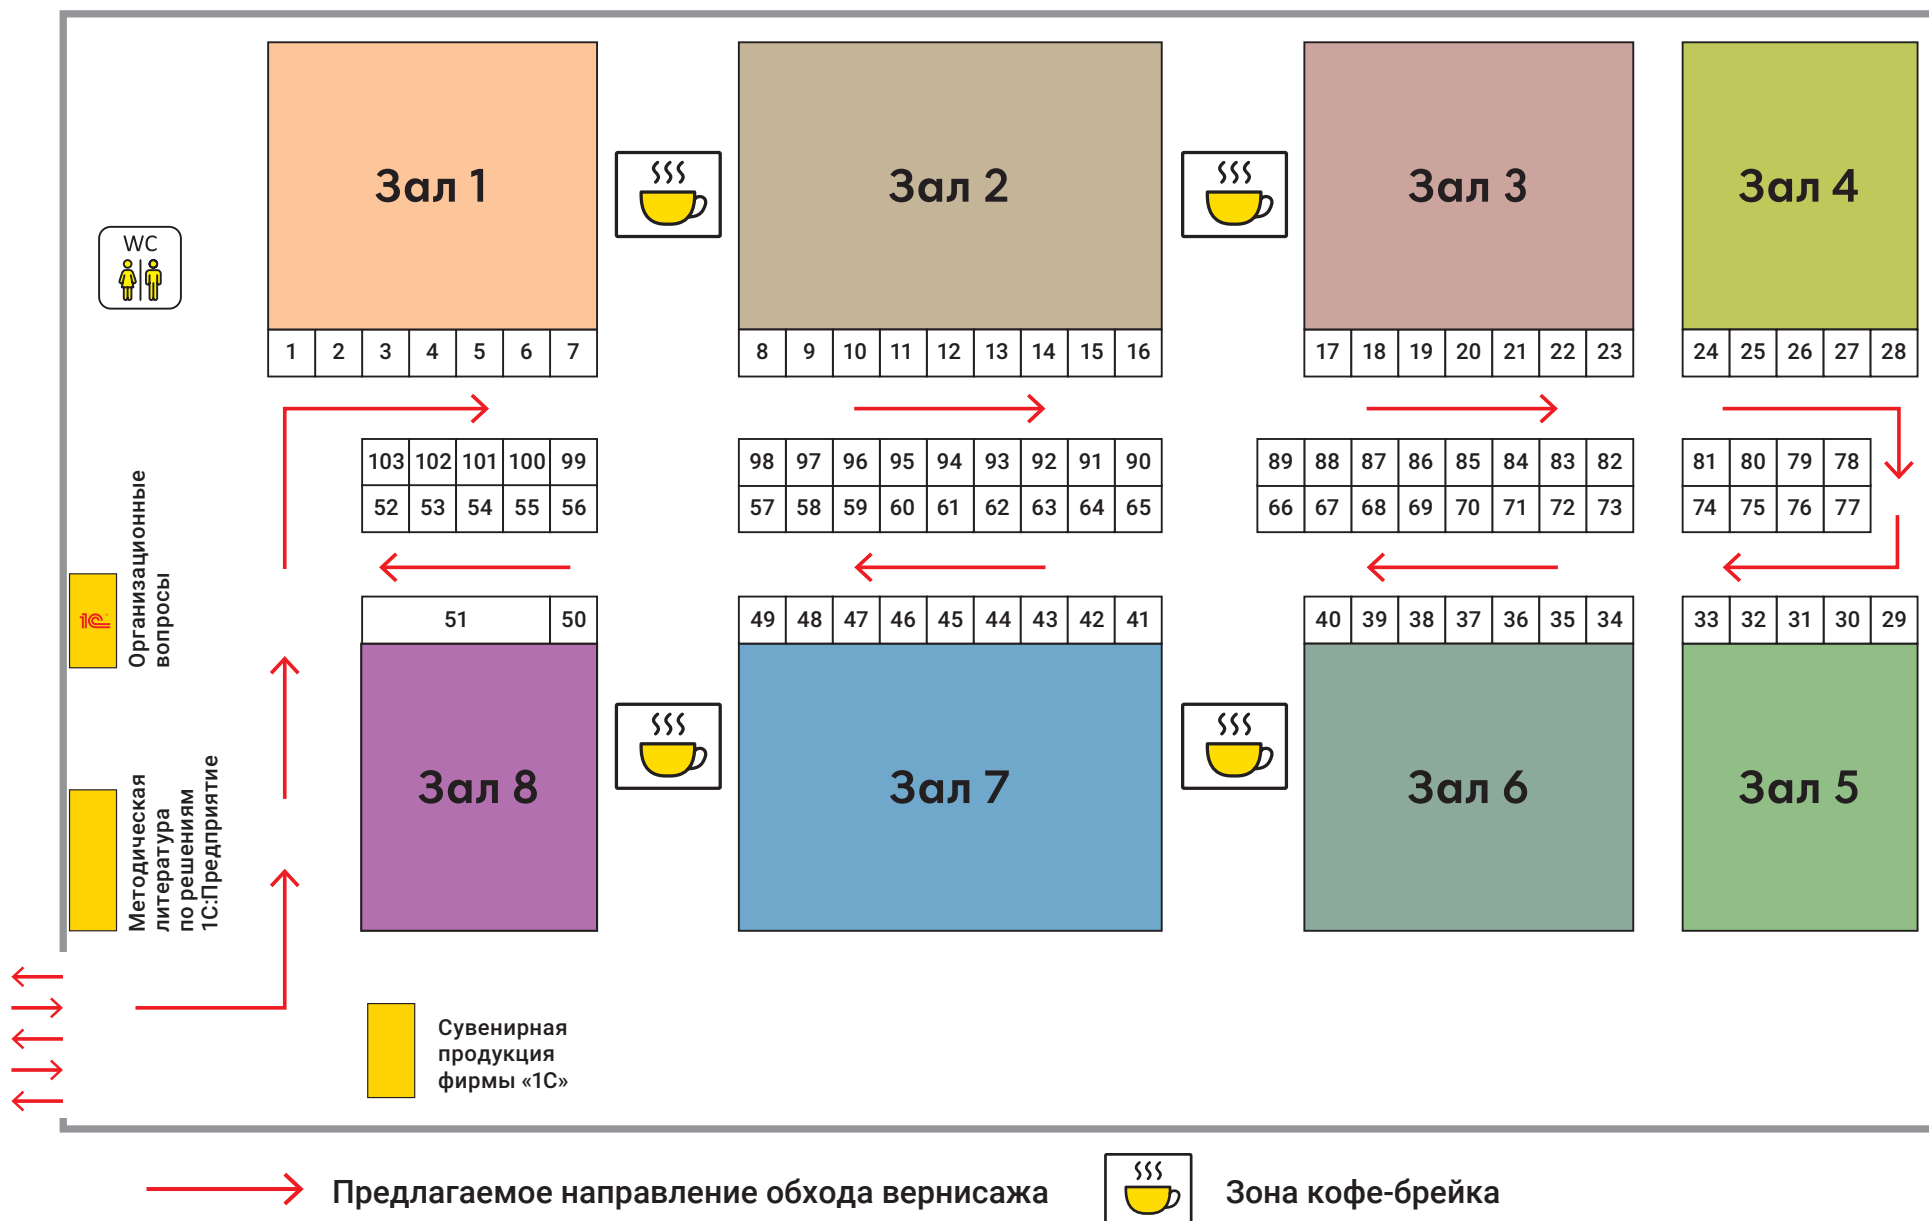 Зал 1
Зал 2
Зал 3
Зал 4
WC
1 2 3 4 5 6 7
8 9 10 11 12 13 14 15 16
17 18 19 20 21 22 23
24 25 26 27 28
103 102 101 100 99
52 53 54 55 56
98 97 96 95 94 93 92 91 90
57 58 59 60 61 62 63 64 65
89 88 87 86 85 84 83 82
66 67 68 69 70 71 72 73
81 80 79 78
74 75 76 77
1С
Организационные
вопросы
51 50
49 48 47 46 45 44 43 42 41
40 39 38 37 36 35 34
33 32 31 30 29
Зал 8
Зал 7
Зал 6
Зал 5
Методическая
литература
по решениям
1С:Предприятие
Сувенирная
продукция
фирмы «1С»
Предлагаемое направление обхода вернисажа
Зона кофе-брейка